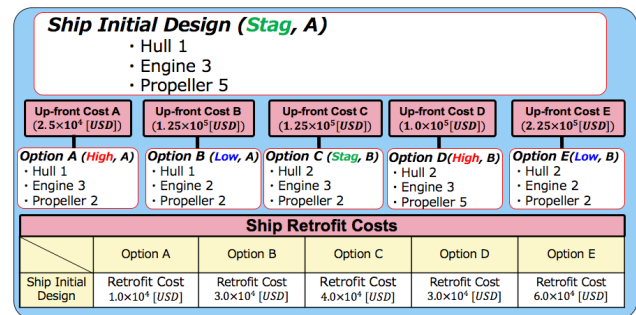 Ship Initial Design (Stag, A)
・Hull 1
・Engine 3
・Propeller 5
Up-front Cost A
(2.5×10⁴ [USD])
Up-front Cost B
(1.25×10⁵[USD])
Up-front Cost C
(1.25×10⁵[USD])
Up-front Cost D
(1.0×10⁵[USD])
Up-front Cost E
(2.25×10⁵[USD])
Option A (High, A)
・Hull 1
・Engine 3
・Propeller 2
Option B (Low, A)
・Hull 1
・Engine 2
・Propeller 2
Option C (Stag, B)
・Hull 2
・Engine 3
・Propeller 2
Option D(High, B)
・Hull 2
・Engine 3
・Propeller 5
Option E(Low, B)
・Hull 2
・Engine 2
・Propeller 2
Ship Retrofit Costs
Option A
Option B
Option C
Option D
Option E
Ship Initial
Design
Retrofit Cost
1.0×10⁴ [USD]
Retrofit Cost
3.0×10⁴ [USD]
Retrofit Cost
4.0×10⁴ [USD]
Retrofit Cost
3.0×10⁴ [USD]
Retrofit Cost
6.0×10⁴ [USD]